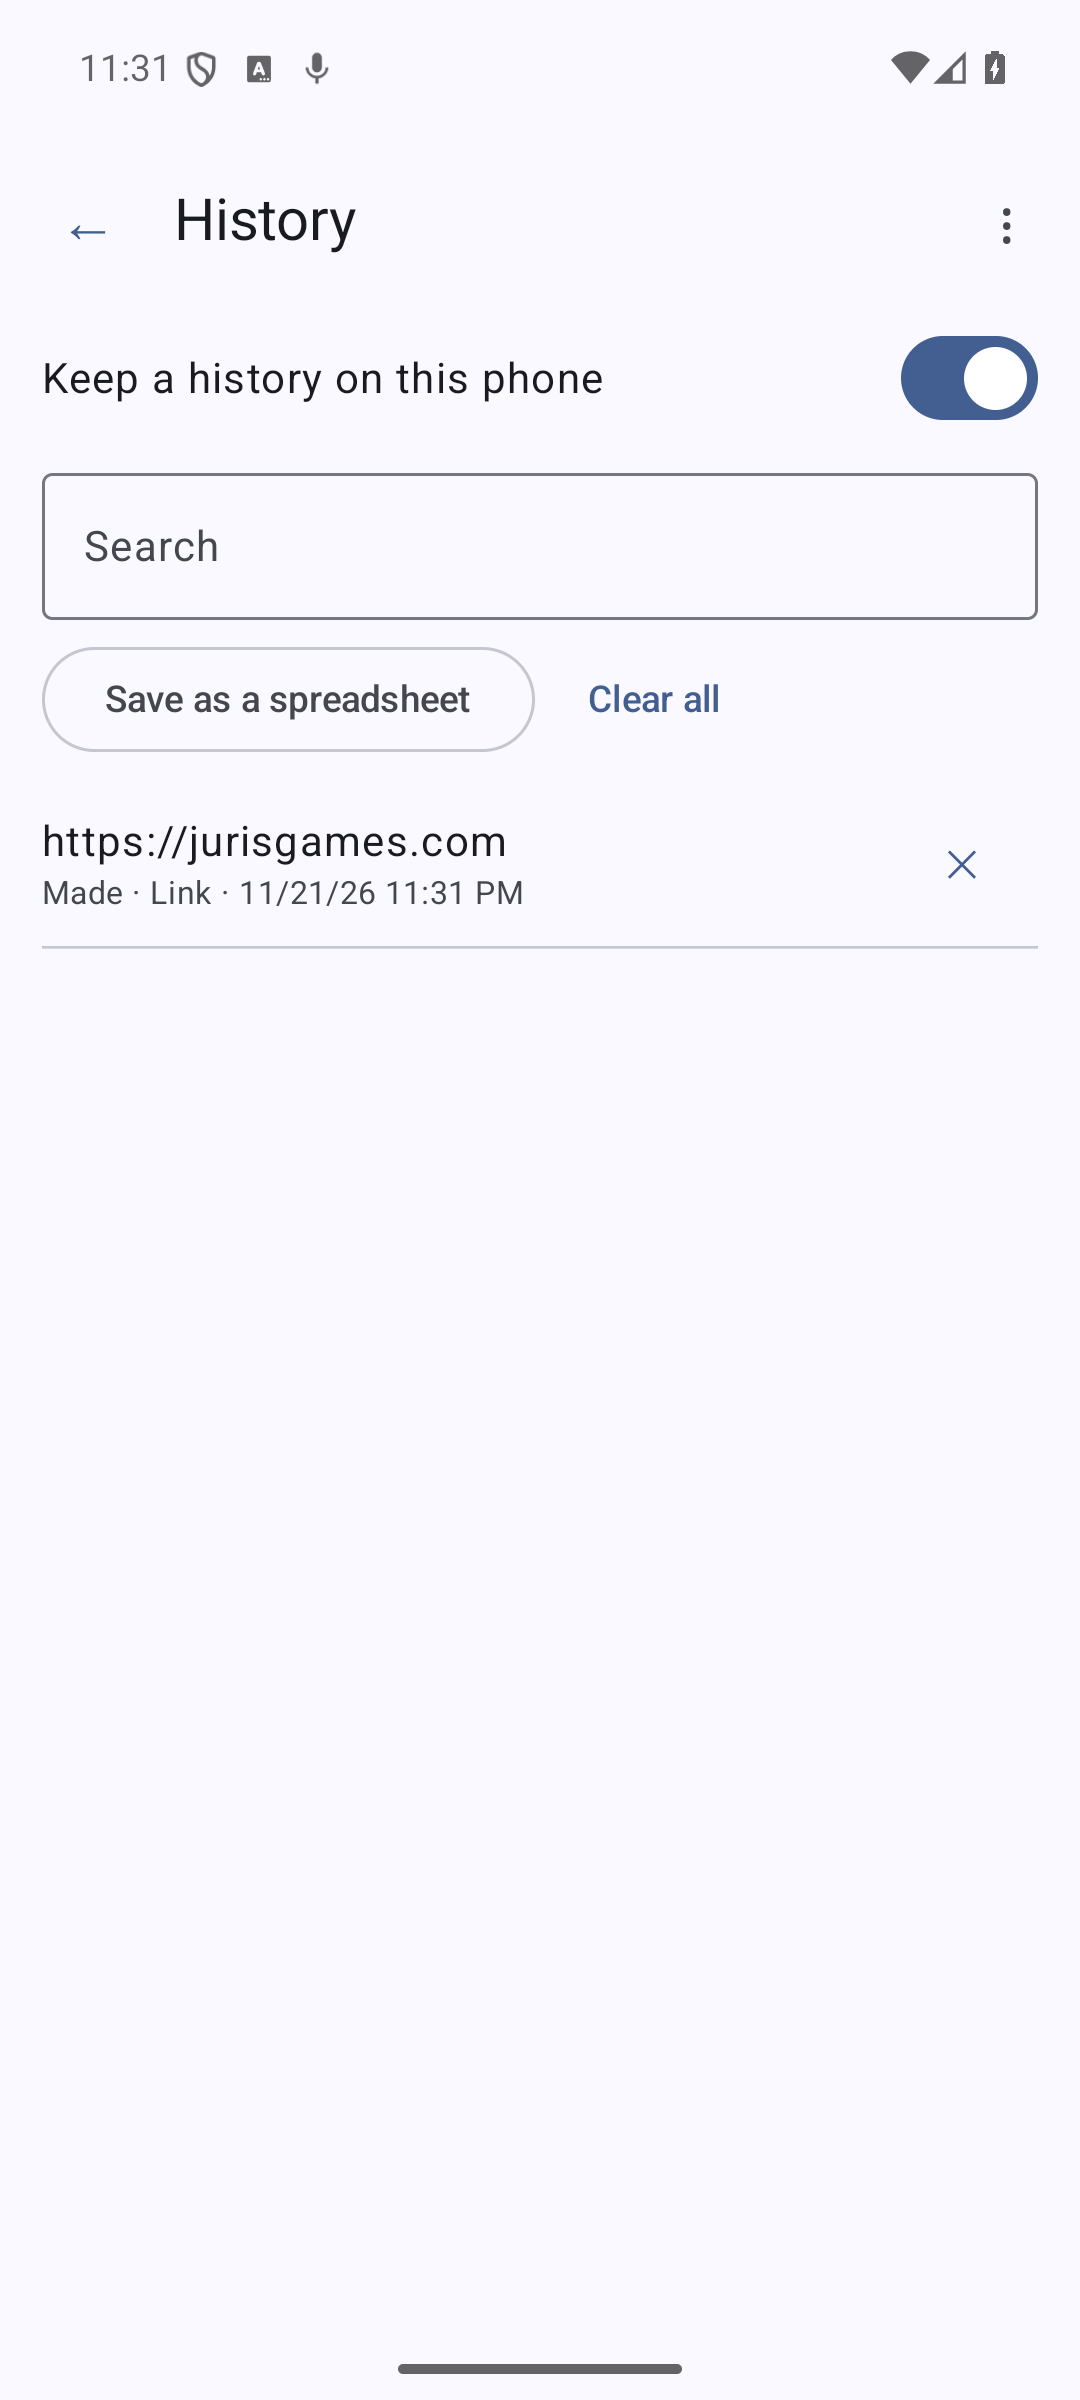 11:31
History
Keep a history on this phone
Search
Save as a spreadsheet
Clear all
https://jurisgames.com
Made · Link · 11/21/26 11:31 PM